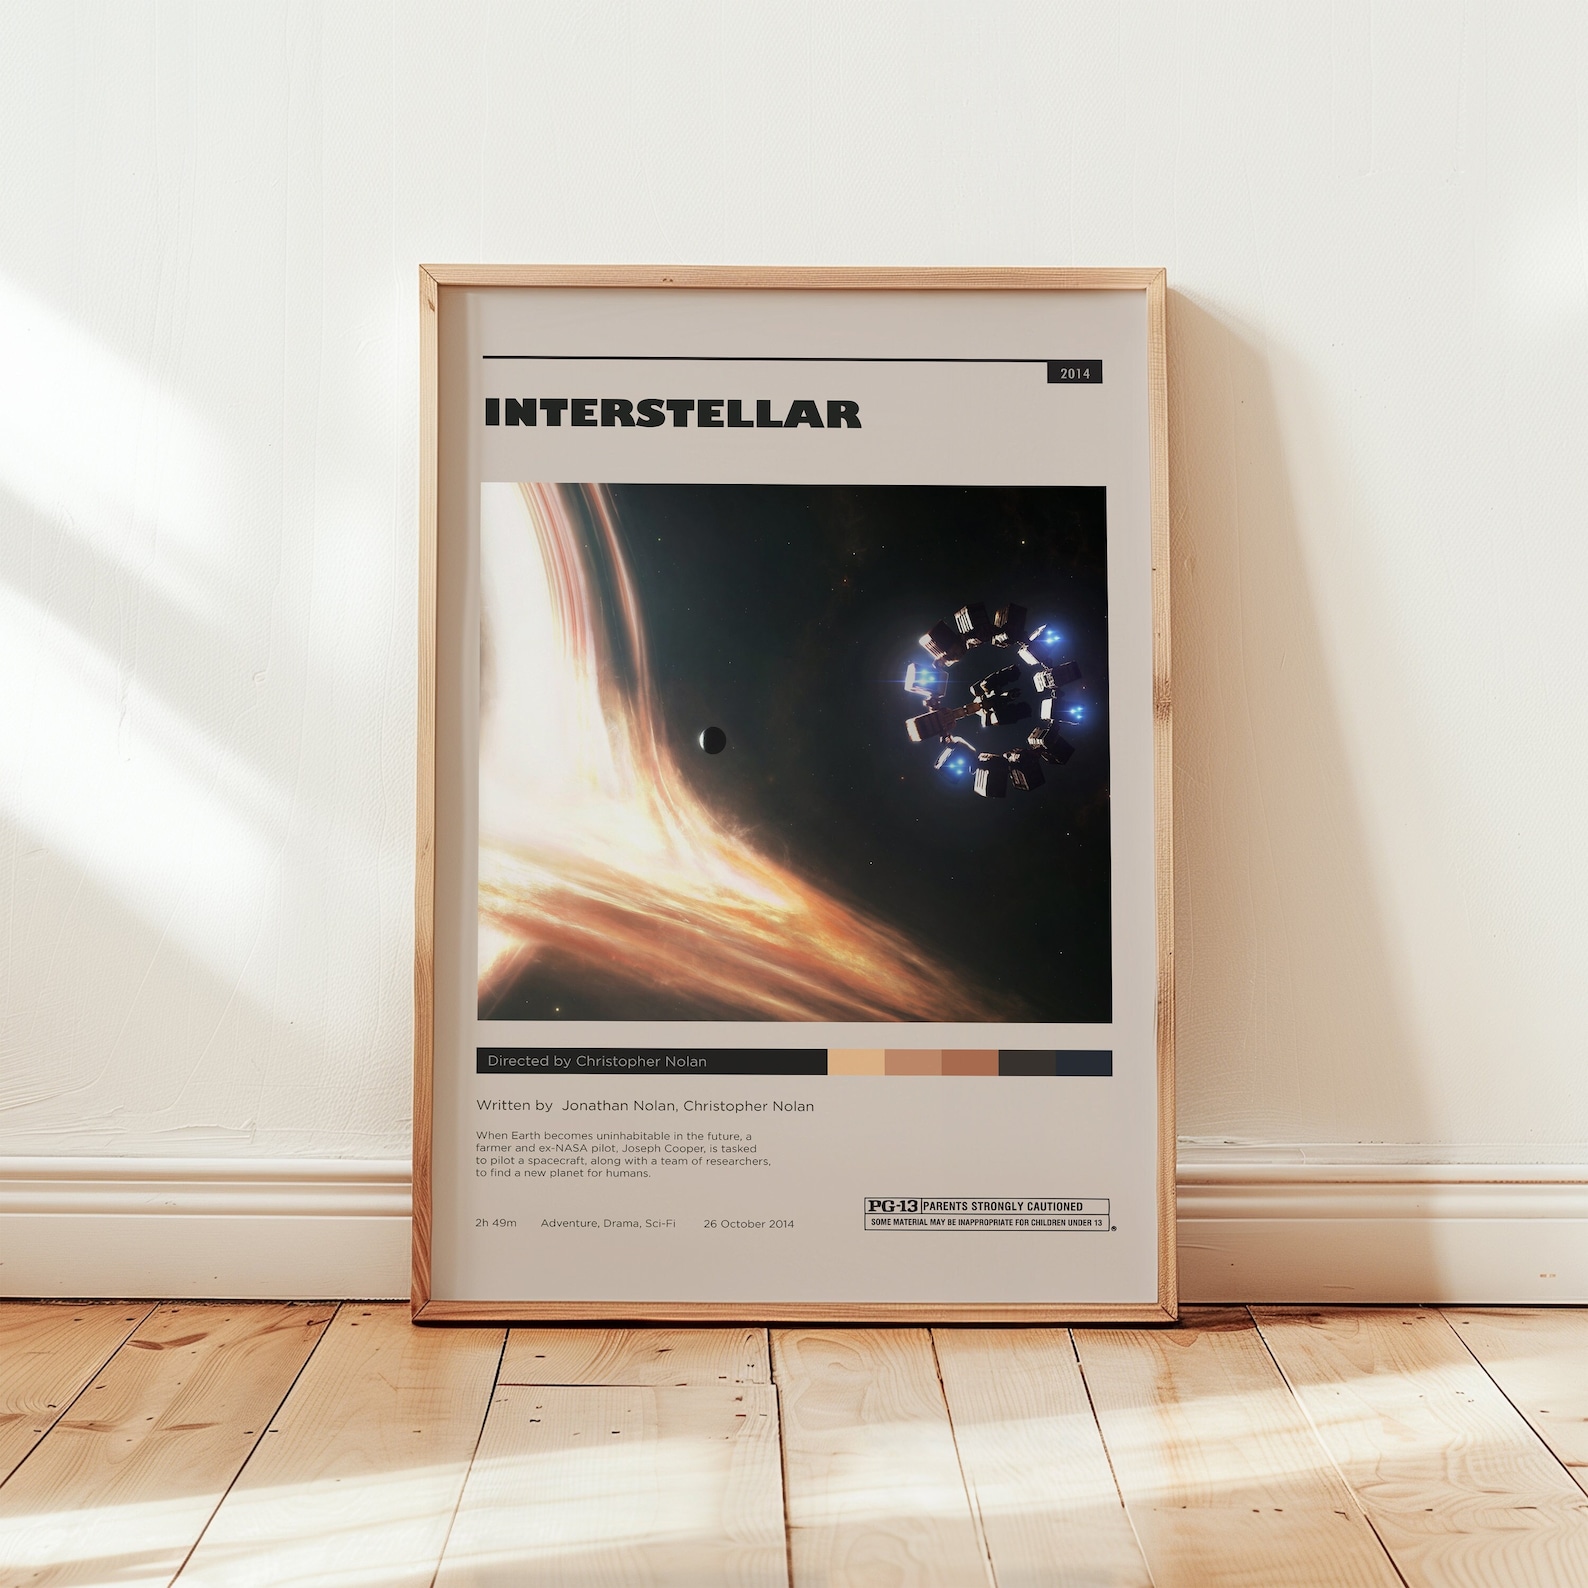 2014
INTERSTELLAR
Directed by Christopher Nolan
Written by  Jonathan Nolan, Christopher Nolan
When Earth becomes uninhabitable in the future, a
farmer and ex-NASA pilot, Joseph Cooper, is tasked
to pilot a spacecraft, along with a team of researchers,
to find a new planet for humans.
2h 49m Adventure, Drama, Sci-Fi 26 October 2014
PG-13 PARENTS STRONGLY CAUTIONED
SOME MATERIAL MAY BE INAPPROPRIATE FOR CHILDREN UNDER 13 ®